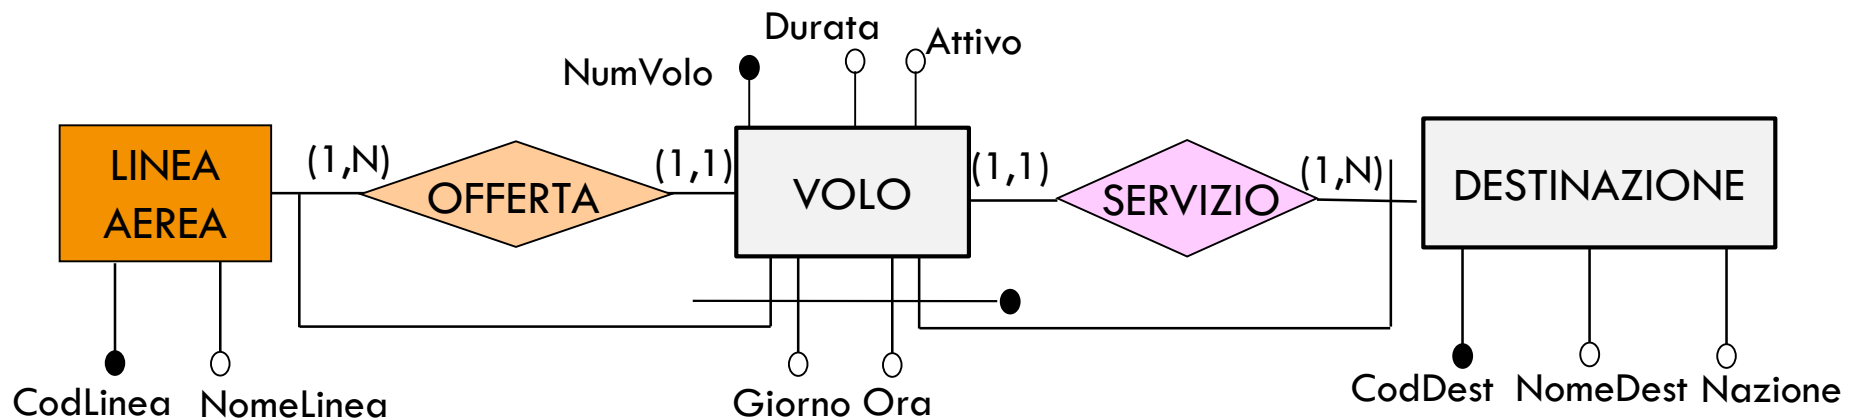 Durata
Attivo
NumVolo
LINEA
AEREA
(1,N)
OFFERTA
(1,1)
VOLO
(1,1)
SERVIZIO
(1,N)
DESTINAZIONE
CodLinea
NomeLinea
Giorno
Ora
CodDest
NomeDest
Nazione